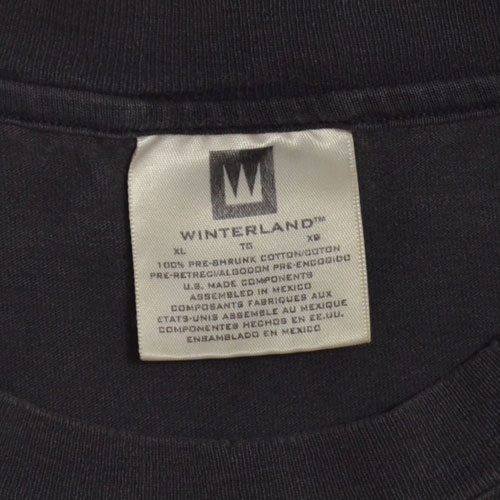 W
WINTERLAND™
XL TG XG
100% PRE-SHRUNK COTTON/COTON
PRE-RETRECI/ALGODON PRE-ENCOGIDO
U.S. MADE COMPONENTS
ASSEMBLED IN MEXICO
COMPOSANTS FABRIQUES AUX
ETATS-UNIS ASSEMBLE AU MEXIQUE
COMPONENTES HECHOS EN EE.UU.
ENSAMBLADO EN MEXICO